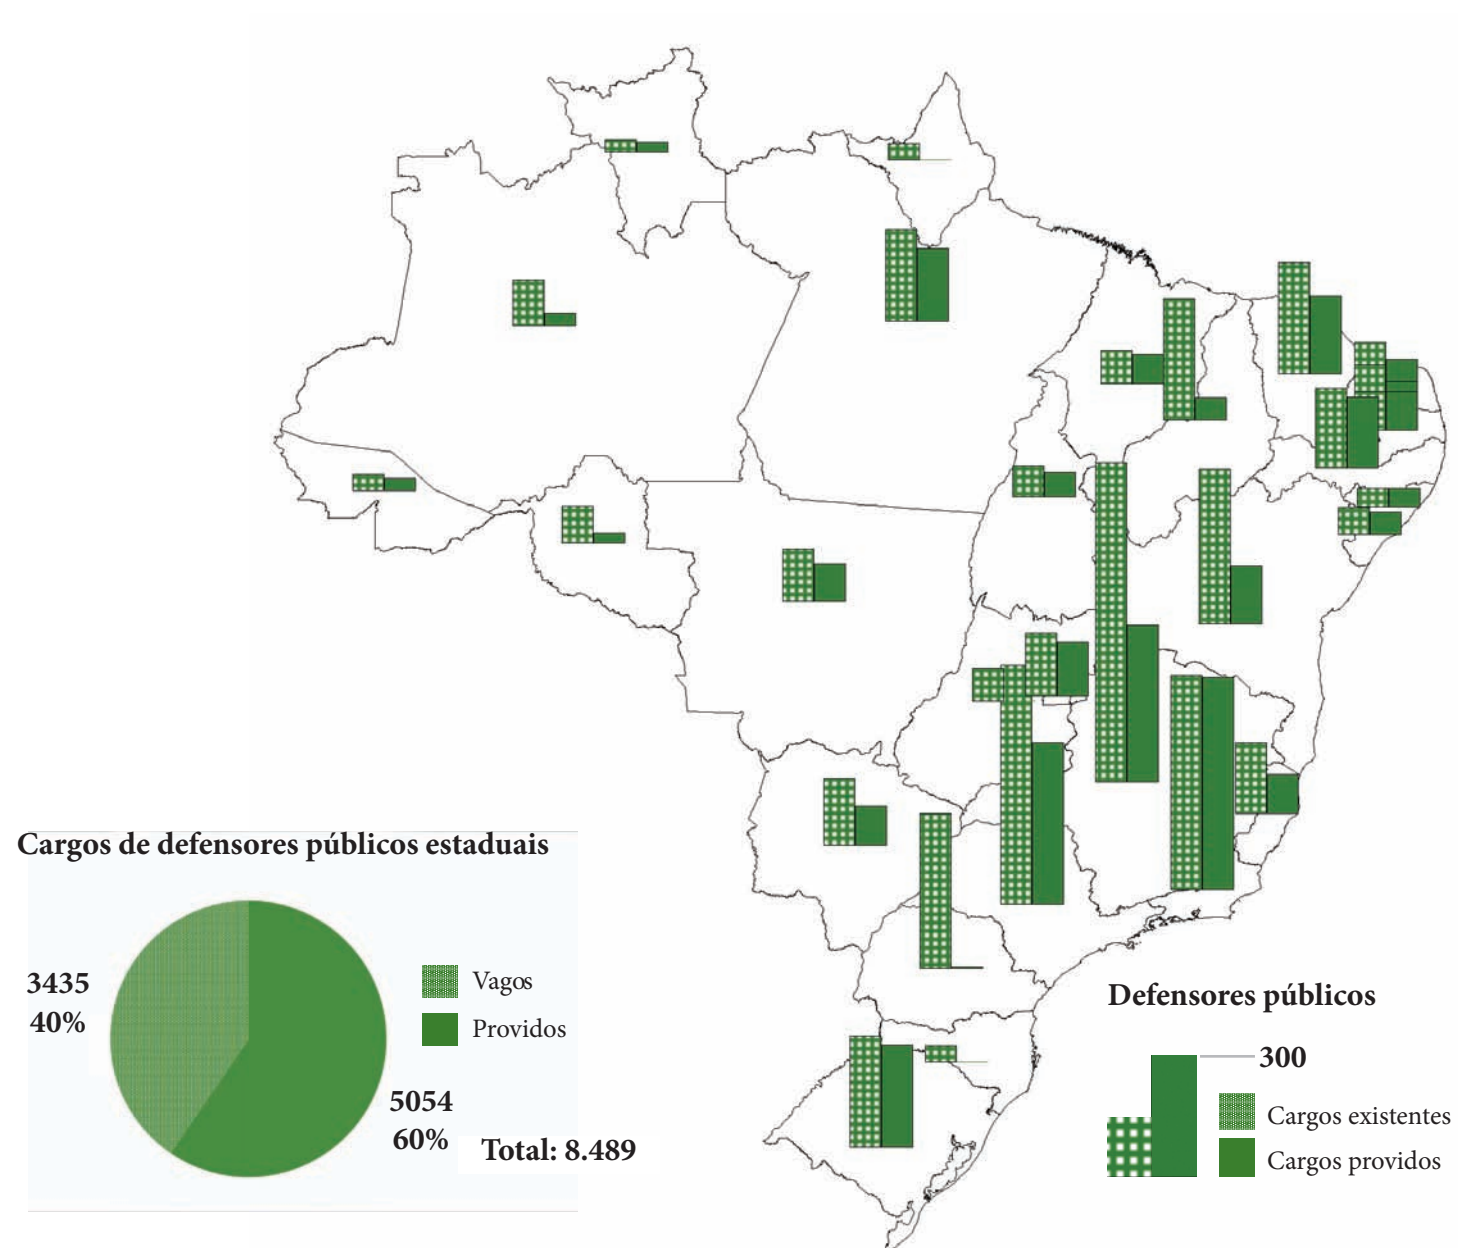 Cargos de defensores públicos estaduais
3435
40%
Vagos
Providos
5054
60%
Total: 8.489
Defensores públicos
300
Cargos existentes
Cargos providos